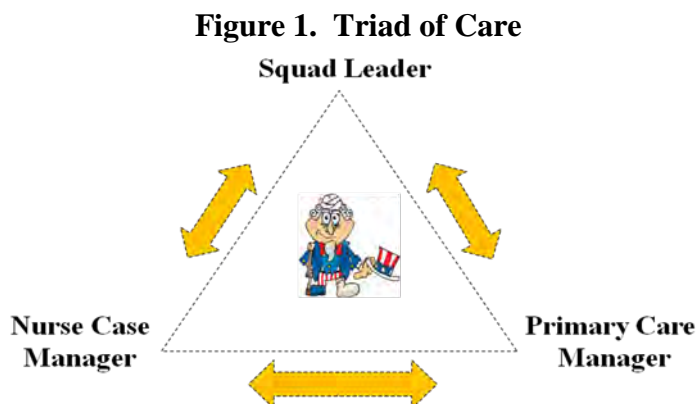 Figure 1. Triad of Care
Squad Leader
Nurse Case
Manager
Primary Care
Manager